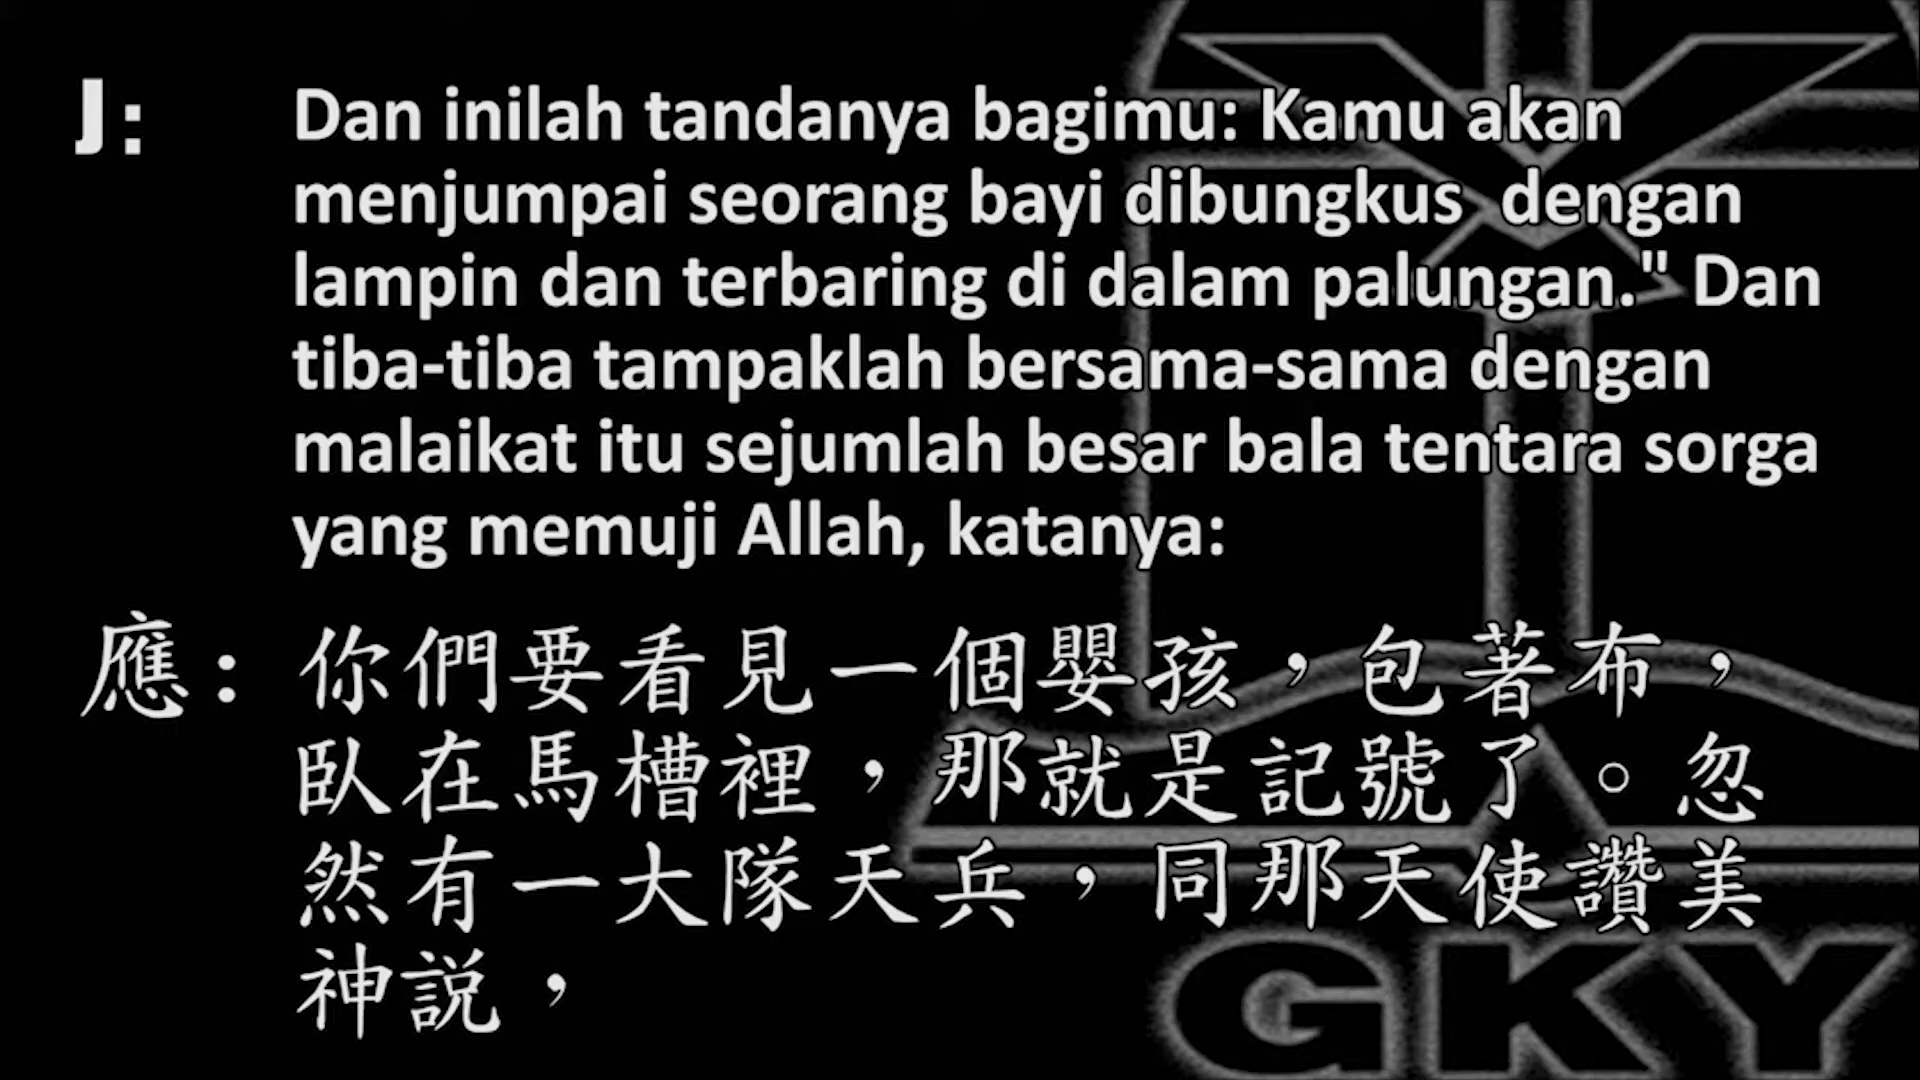 J: Dan inilah tandanya bagimu: Kamu akan
menjumpai seorang bayi dibungkus  dengan
lampin dan terbaring di dalam palungan." Dan
tiba-tiba tampaklah bersama-sama dengan
malaikat itu sejumlah besar bala tentara sorga
yang memuji Allah, katanya:
應：你們要看見一個嬰孩，包著布，
臥在馬槽裡，那就是記號了。忽
然有一大隊天兵，同那天使讚美
神説，
GKY